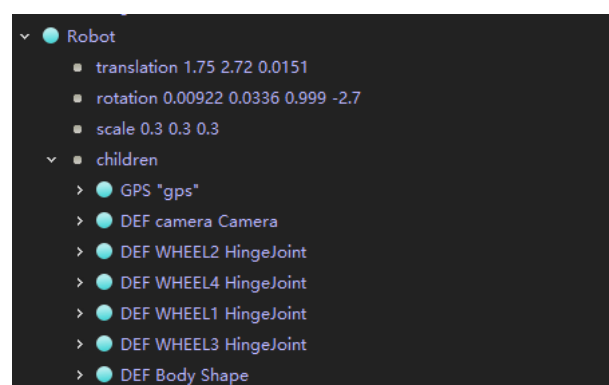 Robot
translation 1.75 2.72 0.0151
rotation 0.00922 0.0336 0.999 -2.7
scale 0.3 0.3 0.3
children
GPS "gps"
DEF camera Camera
DEF WHEEL2 HingeJoint
DEF WHEEL4 HingeJoint
DEF WHEEL1 HingeJoint
DEF WHEEL3 HingeJoint
DEF Body Shape